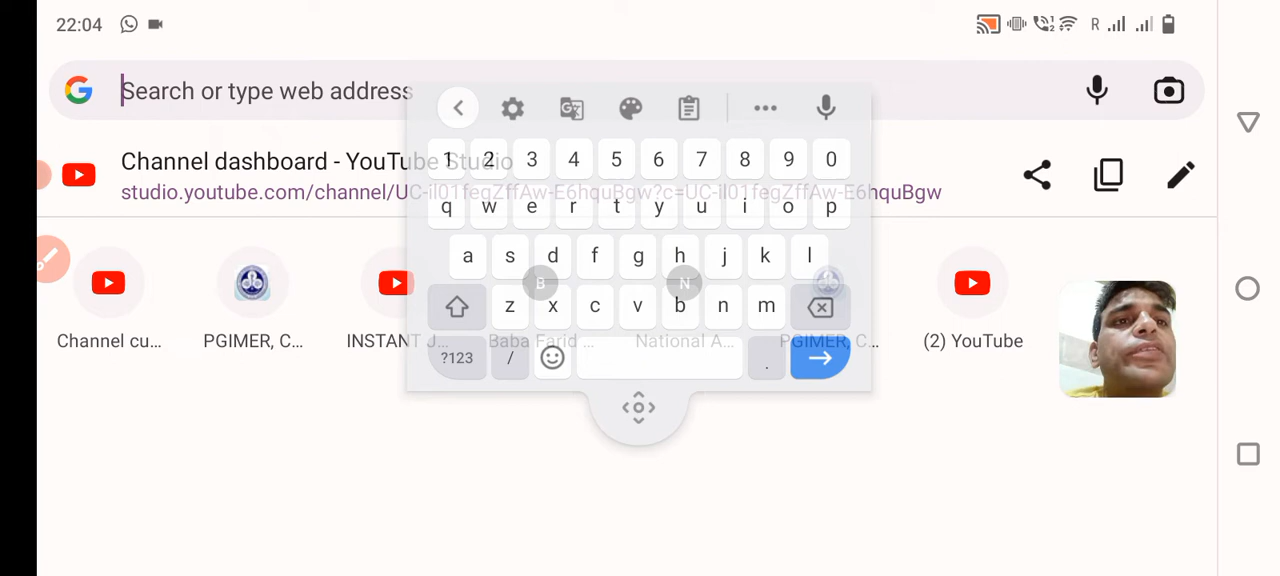 22:04
R
Search or type web address
Channel dashboard - YouTube Studio
studio.youtube.com/channel/UC-il01fegZffAw-E6hquBgw?c=UC-il01fegZffAw-E6hquBgw
1 2 3 4 5 6 7 8 9 0
q w e r t y u i o p
a s d f g h j k l
B N
z x c v b n m
Channel cu... PGIMER, C... INSTANT J... Baba Farid ... National A... PGIMER, C... (2) YouTube
?123 / .